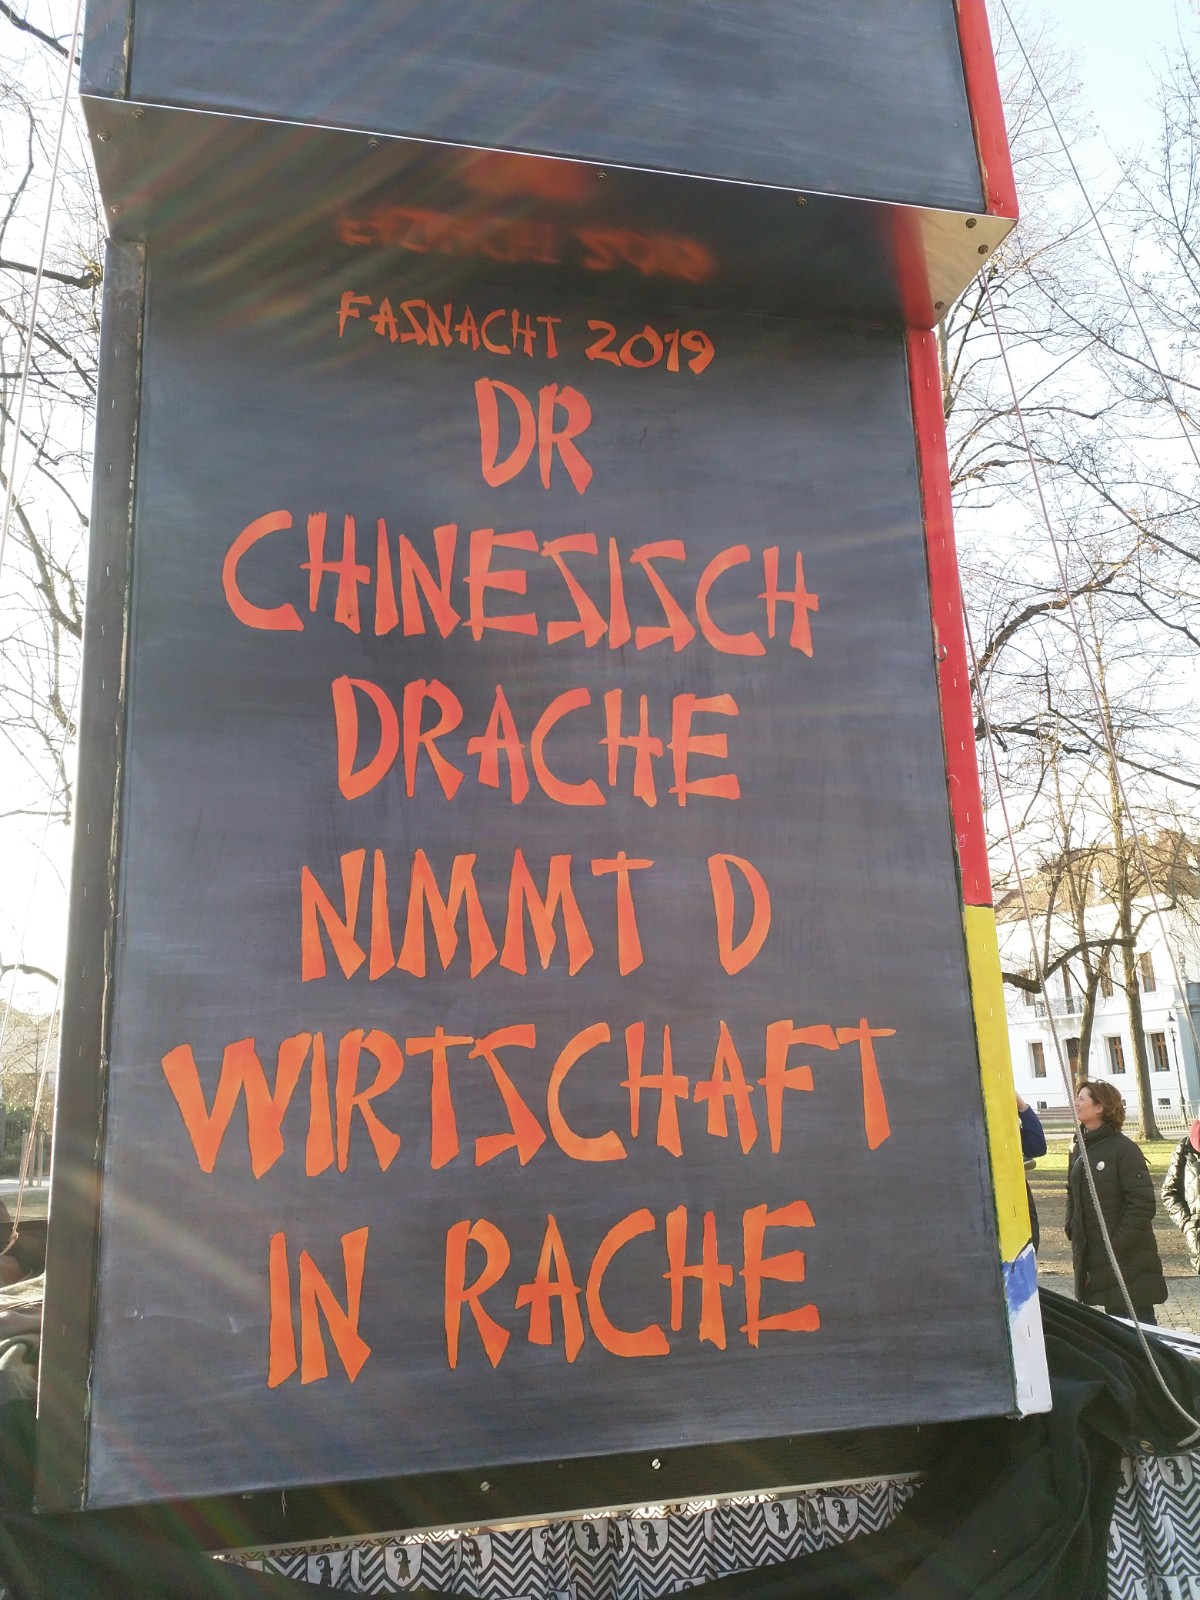 FASNACHT 2019
DR
CHINESISCH
DRACHE
NIMMT D
WIRTSCHAFT
IN RACHE